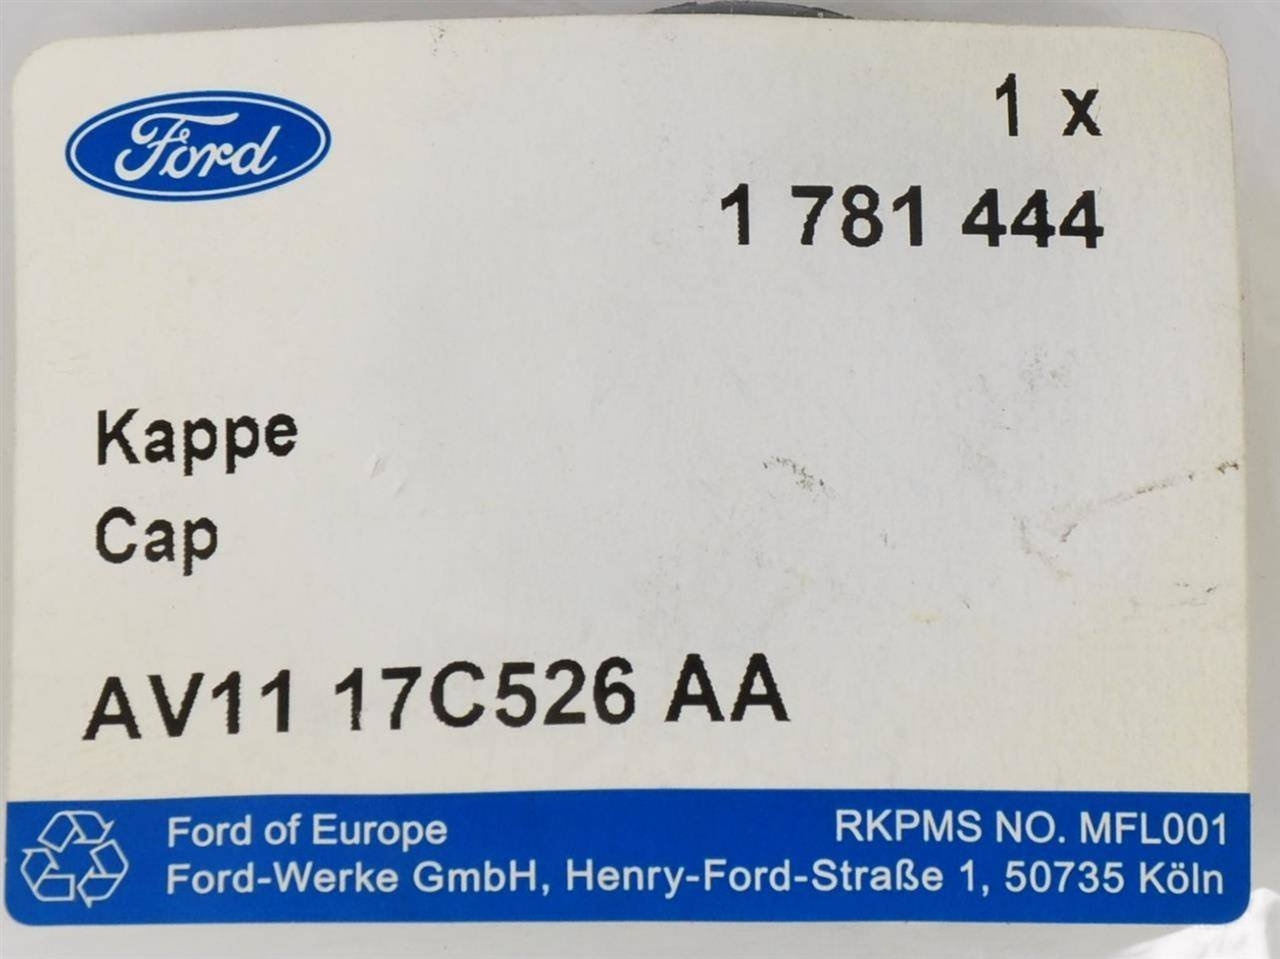 Ford
1 x
1 781 444
Kappe
Cap
AV11 17C526 AA
Ford of Europe
RKPMS NO. MFL001
Ford-Werke GmbH, Henry-Ford-Straße 1, 50735 Köln